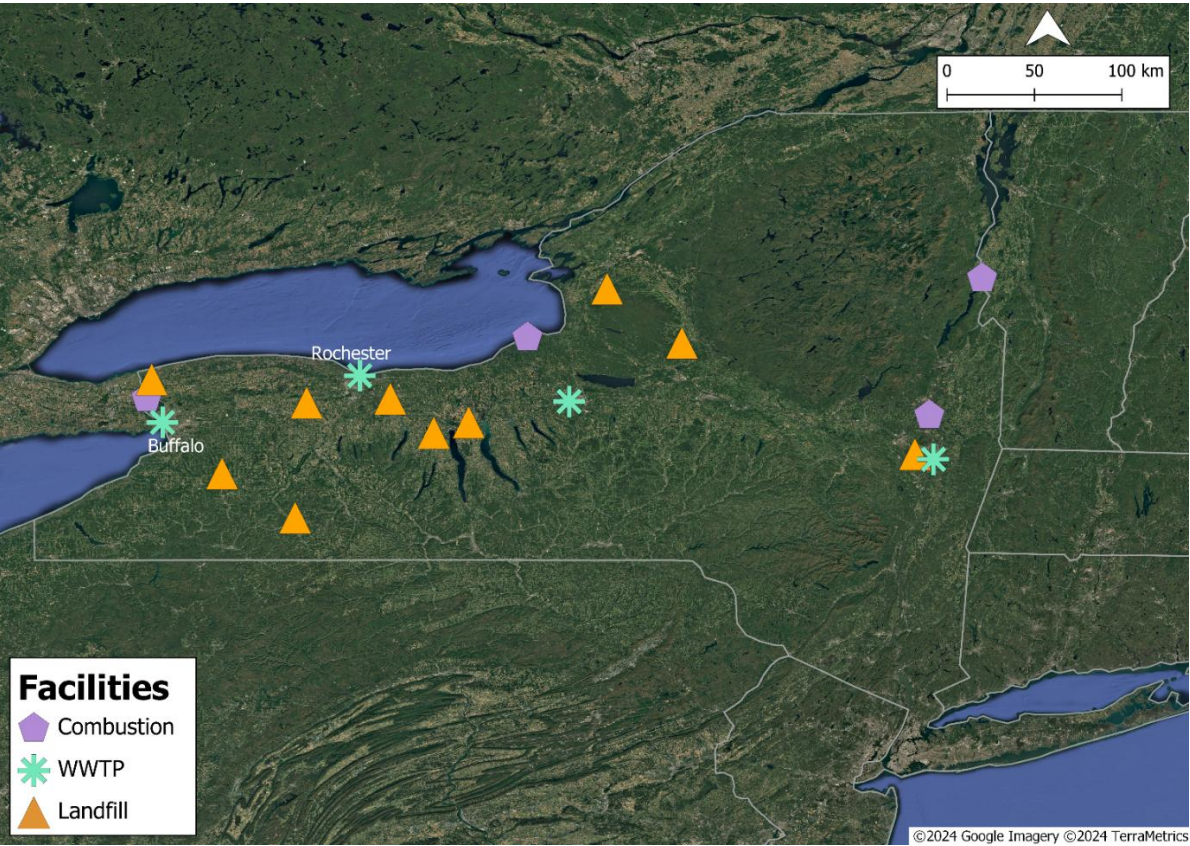 0 50 100 km
Rochester
Buffalo
Facilities
Combustion
WWTP
Landfill
©2024 Google Imagery ©2024 TerraMetrics